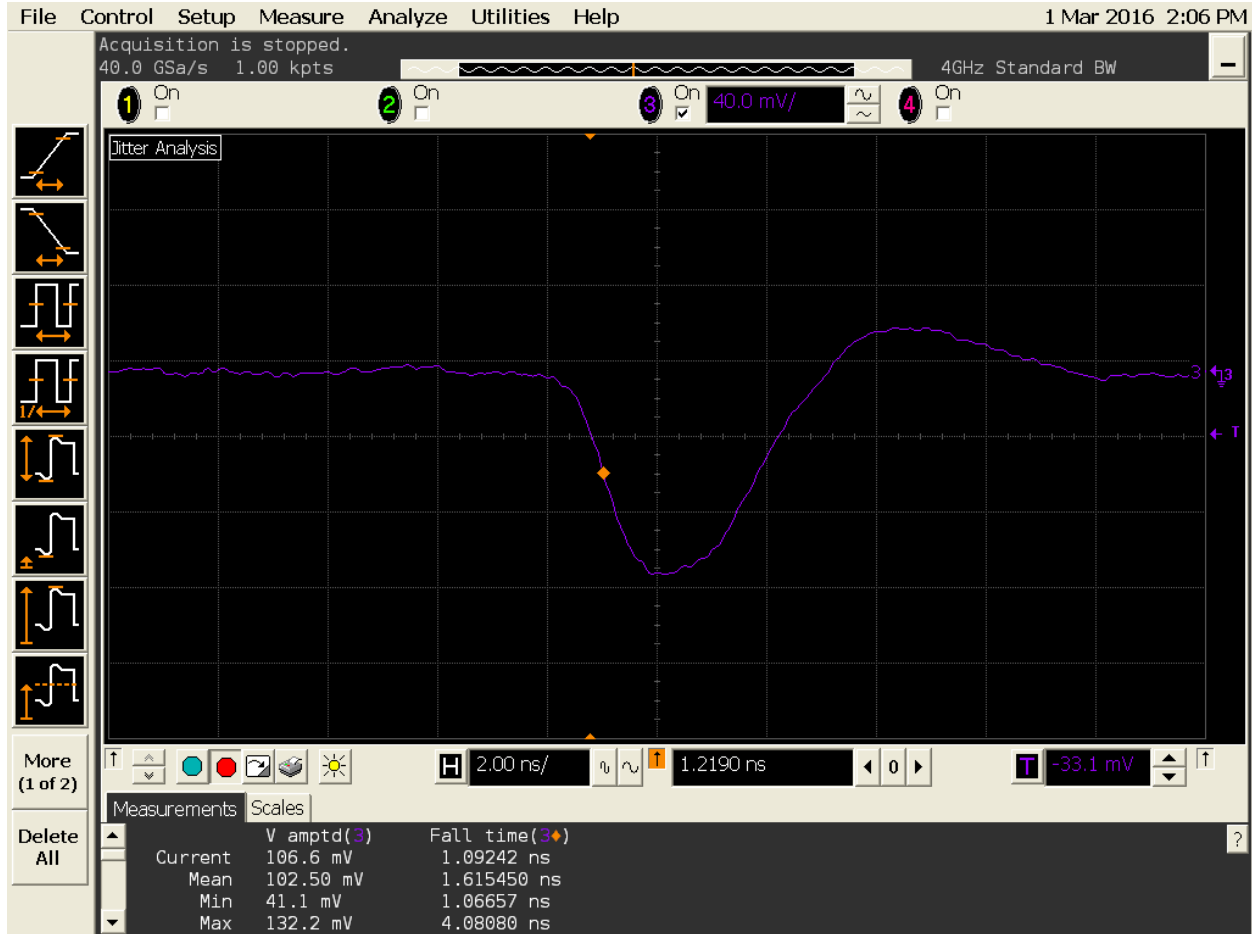 File Control Setup Measure Analyze Utilities Help 1 Mar 2016 2:06 PM
Acquisition is stopped.
40.0 GSa/s 1.00 kpts 4GHz Standard BW
1 On 2 On 3 On 40.0 mV/ 4 On
Jitter Analysis
1/
3 3
T
More
(1 of 2)
Delete
All
H 2.00 ns/ 1.2190 ns 0 T -33.1 mV
Measurements Scales
V amptd(3) Fall time(3◆)
Current 106.6 mV 1.09242 ns
Mean 102.50 mV 1.615450 ns
Min 41.1 mV 1.06657 ns
Max 132.2 mV 4.08080 ns
?